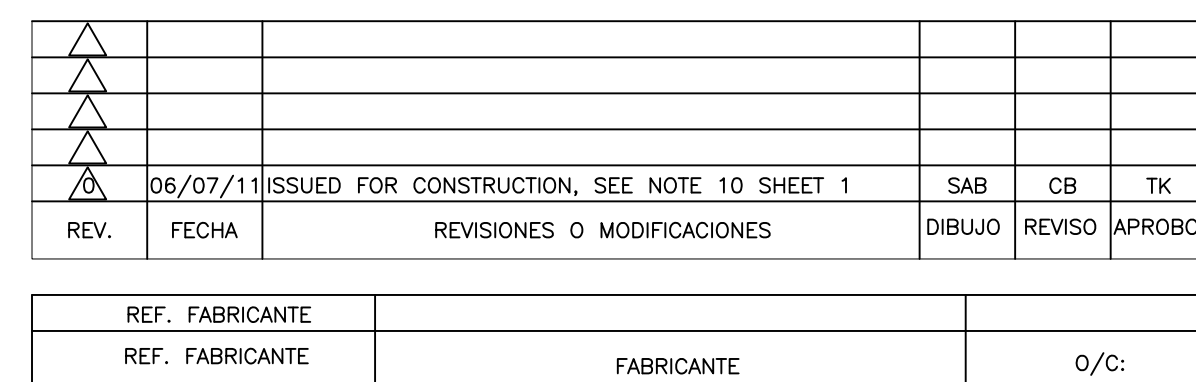 0 06/07/11 ISSUED FOR CONSTRUCTION, SEE NOTE 10 SHEET 1 SAB CB TK
REV. FECHA REVISIONES O MODIFICACIONES DIBUJO REVISO APROBO
REF. FABRICANTE
REF. FABRICANTE FABRICANTE O/C: